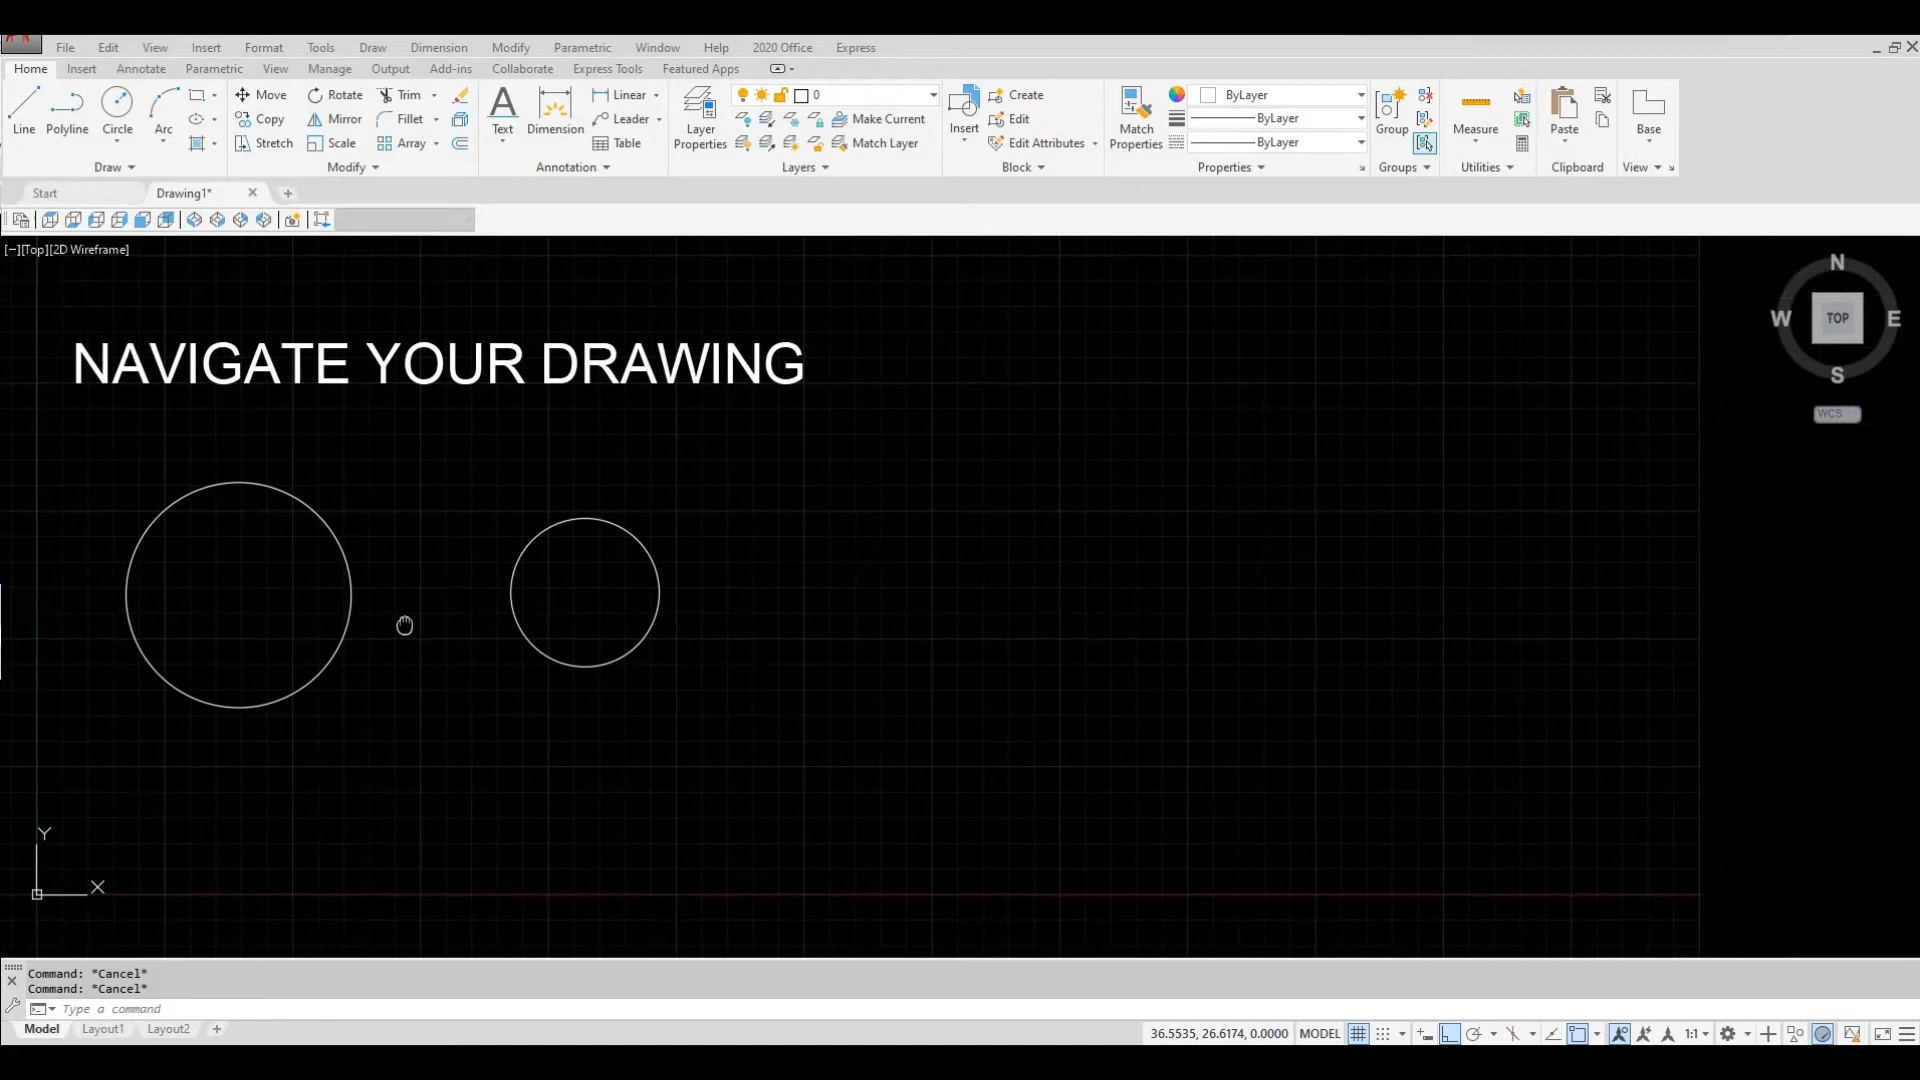 File Edit View Insert Format Tools Draw Dimension Modify Parametric Window Help 2020 Office Express
Home Insert Annotate Parametric View Manage Output Add-ins Collaborate Express Tools Featured Apps
Line Polyline Circle Arc
Move Rotate Trim
Copy Mirror Fillet
Stretch Scale Array
Text Dimension
Linear
Leader
Table
Layer Properties
0
Make Current
Match Layer
Insert
Create
Edit
Edit Attributes
Match Properties
ByLayer
ByLayer
ByLayer
Group
Measure
Paste
Base
Draw Modify Annotation Layers Block Properties Groups Utilities Clipboard View
Start Drawing1*
[−][Top][2D Wireframe]
N
W TOP E
S
WCS
NAVIGATE YOUR DRAWING
Y
X
Command: *Cancel*
Command: *Cancel*
Type a command
Model Layout1 Layout2
36.5535, 26.6174, 0.0000 MODEL 1:1